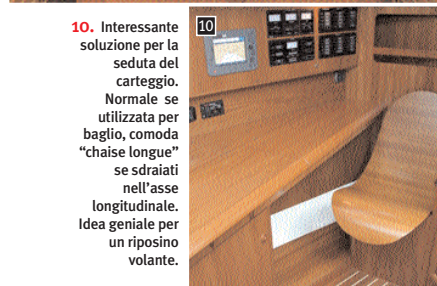 10. Interessante
soluzione per la
seduta del
carteggio.
Normale se
utilizzata per
baglio, comoda
“chaise longue”
se sdraiati
nell’asse
longitudinale.
Idea geniale per
un riposino
volante.
10